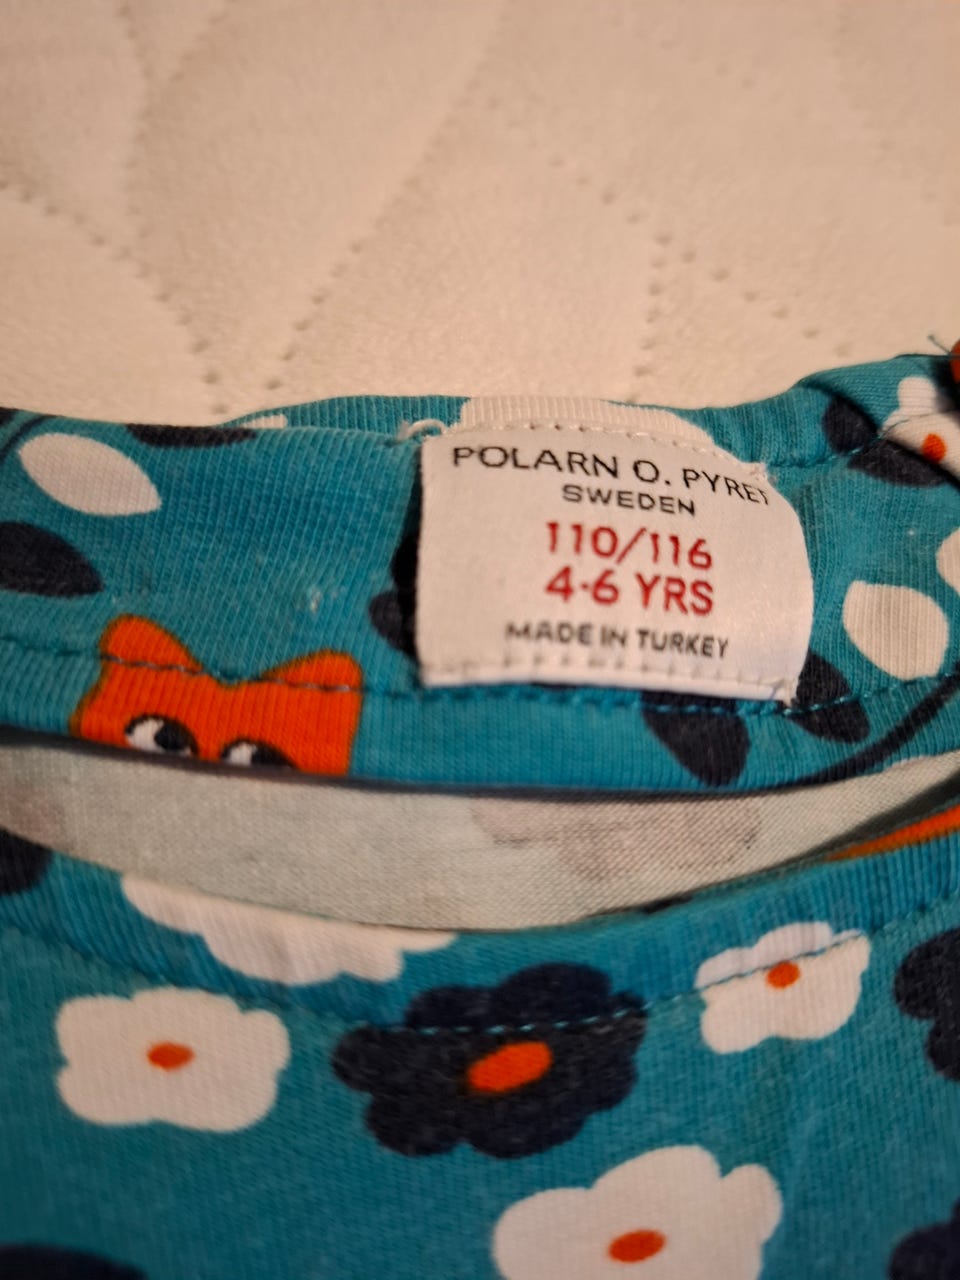 POLARN O. PYRET
SWEDEN
110/116
4-6 YRS
MADE IN TURKEY